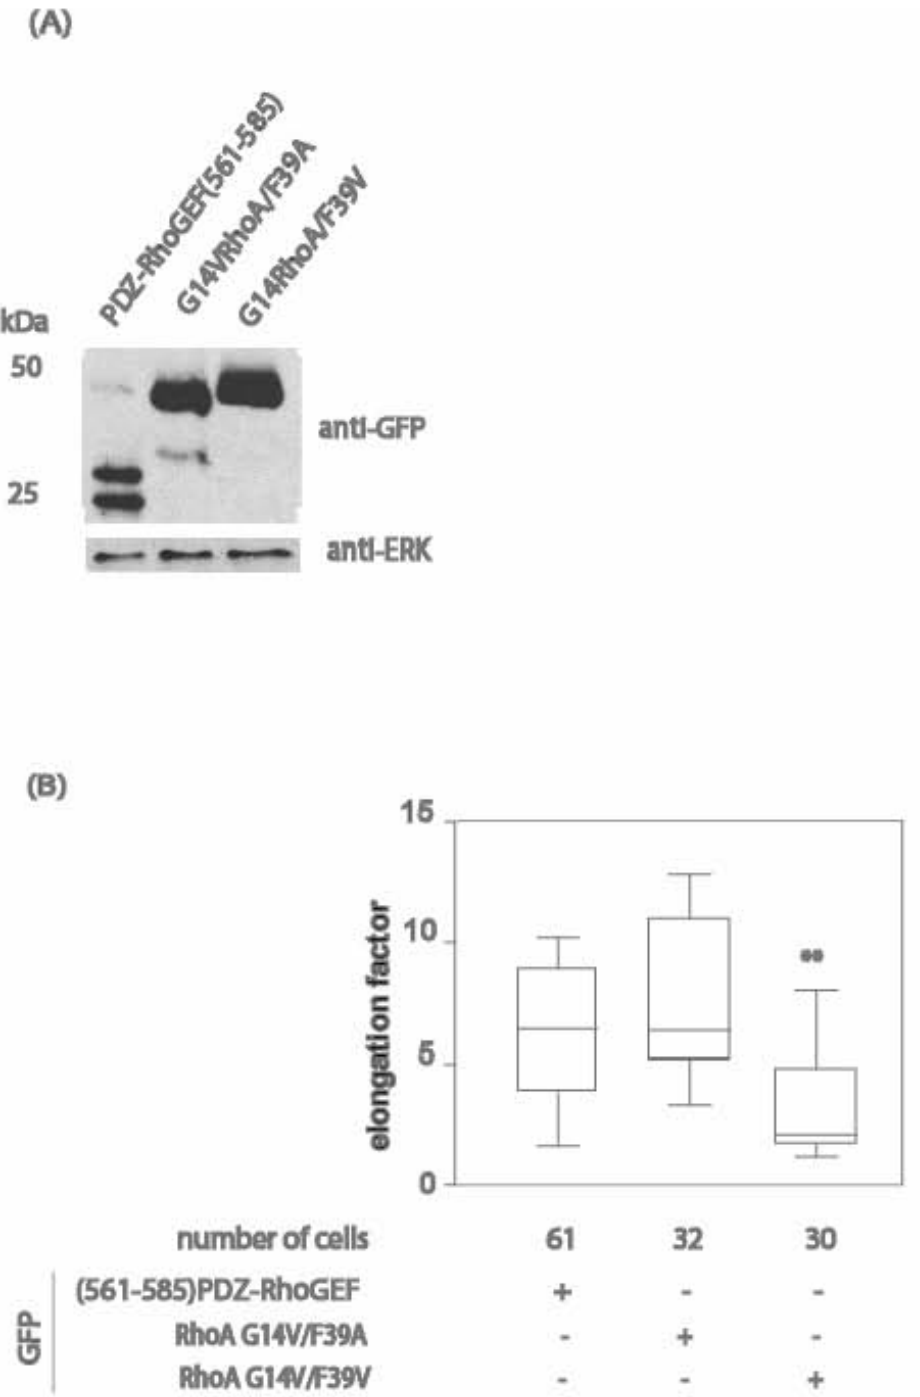 (A)
PDZ-RhoGEF(561-585)
G14VRhoA/F39A
G14RhoA/F39V
kDa
50
25
anti-GFP
anti-ERK
(B)
15
10
5
0
elongation factor
**
number of cells 61 32 30
GFP
(561-585)PDZ-RhoGEF + - -
RhoA G14V/F39A - + -
RhoA G14V/F39V - - +